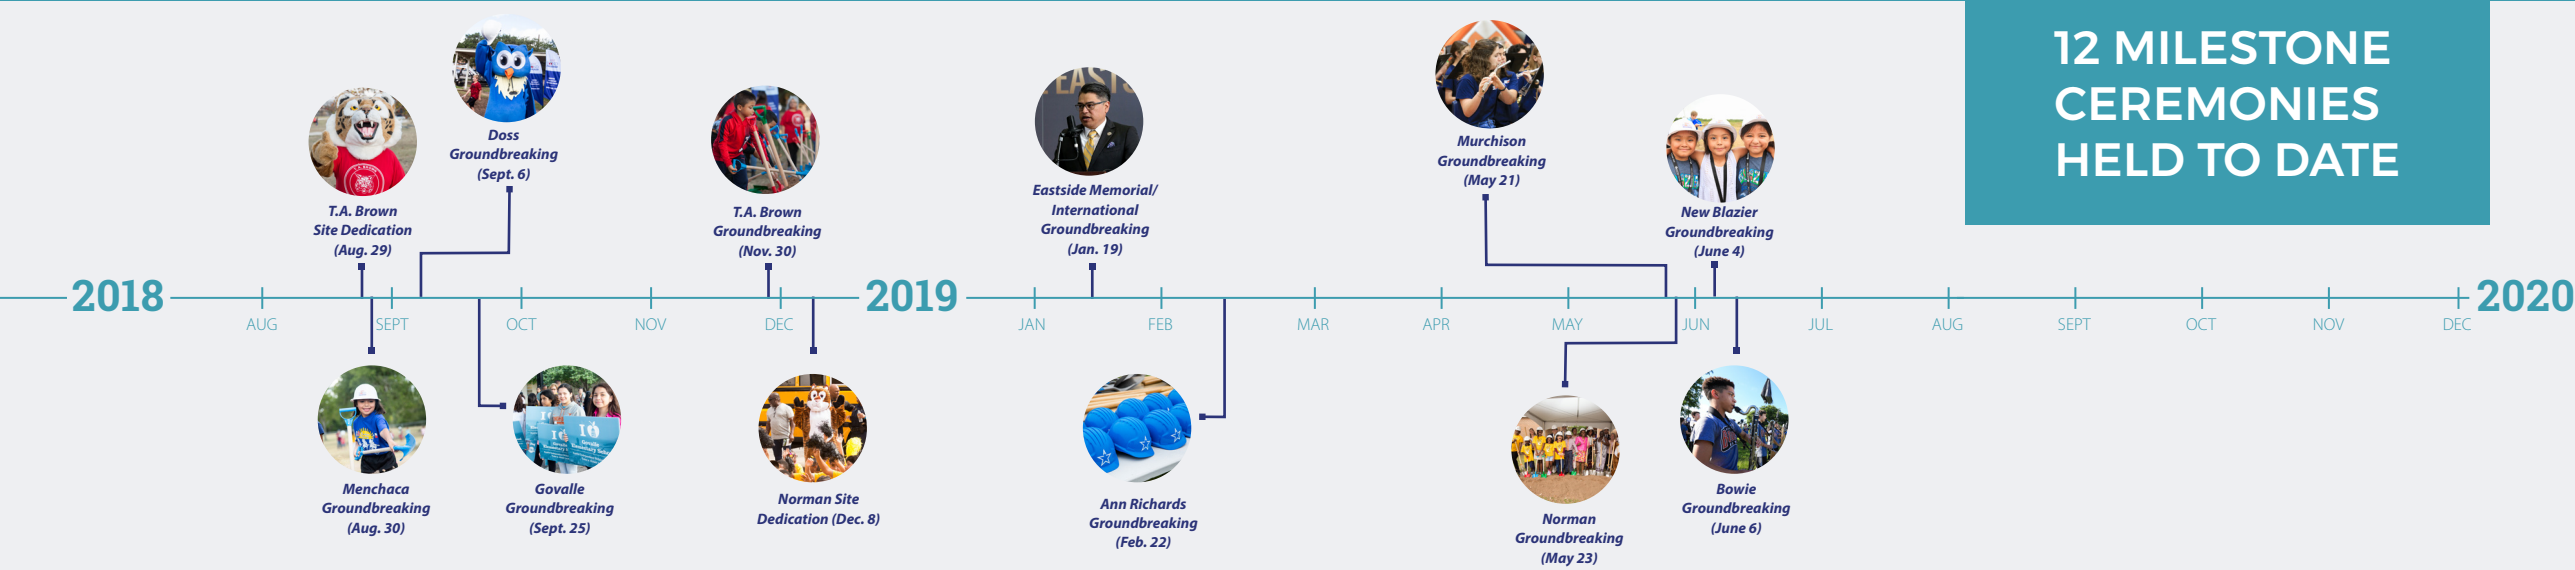 12 MILESTONE
CEREMONIES
HELD TO DATE
Doss
Groundbreaking
(Sept. 6)
T.A. Brown
Site Dedication
(Aug. 29)
T.A. Brown
Groundbreaking
(Nov. 30)
Eastside Memorial/
International
Groundbreaking
(Jan. 19)
Murchison
Groundbreaking
(May 21)
New Blazier
Groundbreaking
(June 4)
2018
2019
2020
AUG
SEPT
OCT
NOV
DEC
JAN
FEB
MAR
APR
MAY
JUN
JUL
AUG
SEPT
OCT
NOV
DEC
Menchaca
Groundbreaking
(Aug. 30)
Govalle
Groundbreaking
(Sept. 25)
Norman Site
Dedication (Dec. 8)
Ann Richards
Groundbreaking
(Feb. 22)
Norman
Groundbreaking
(May 23)
Bowie
Groundbreaking
(June 6)
T.A. BROWN
EAST